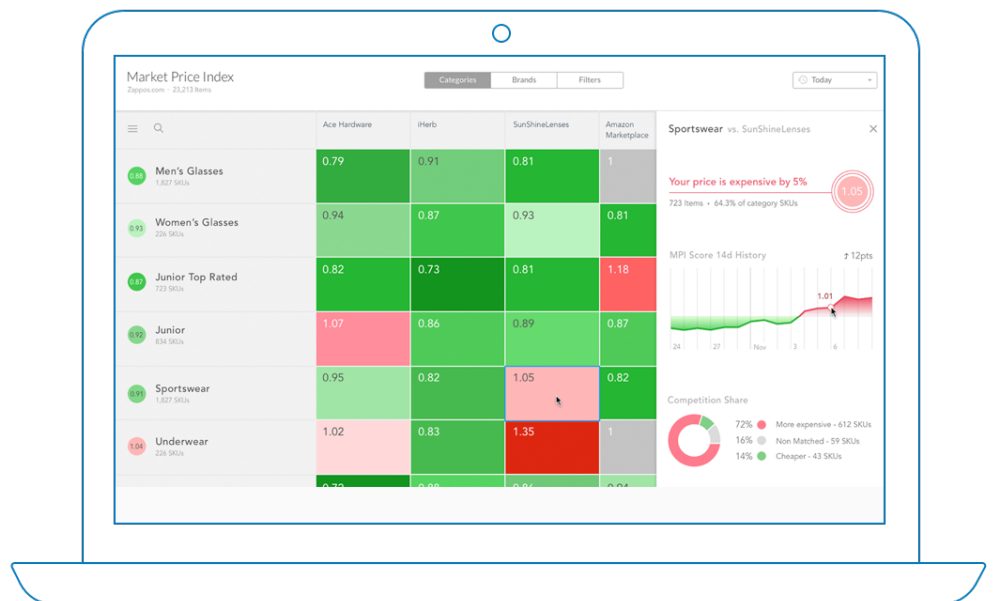 Market Price Index
Zappos.com · 23,213 Items
Categories Brands Filters
Today
Ace Hardware iHerb SunShineLenses Amazon Marketplace
0.88 Men's Glasses
1,827 SKUs
0.79 0.91 0.81 1
0.93 Women's Glasses
226 SKUs
0.94 0.87 0.93 0.81
0.87 Junior Top Rated
723 SKUs
0.82 0.73 0.81 1.18
0.92 Junior
834 SKUs
1.07 0.86 0.89 0.87
0.91 Sportswear
1,827 SKUs
0.95 0.82 1.05 0.82
1.04 Underwear
226 SKUs
1.02 0.83 1.35 1
Sportswear vs. SunShineLenses
Your price is expensive by 5%
1.05
723 Items • 64.3% of category SKUs
MPI Score 14d History
12pts
1.01
24 27 Nov 3 6
Competition Share
72% More expensive - 612 SKUs
16% Non Matched - 59 SKUs
14% Cheaper - 43 SKUs